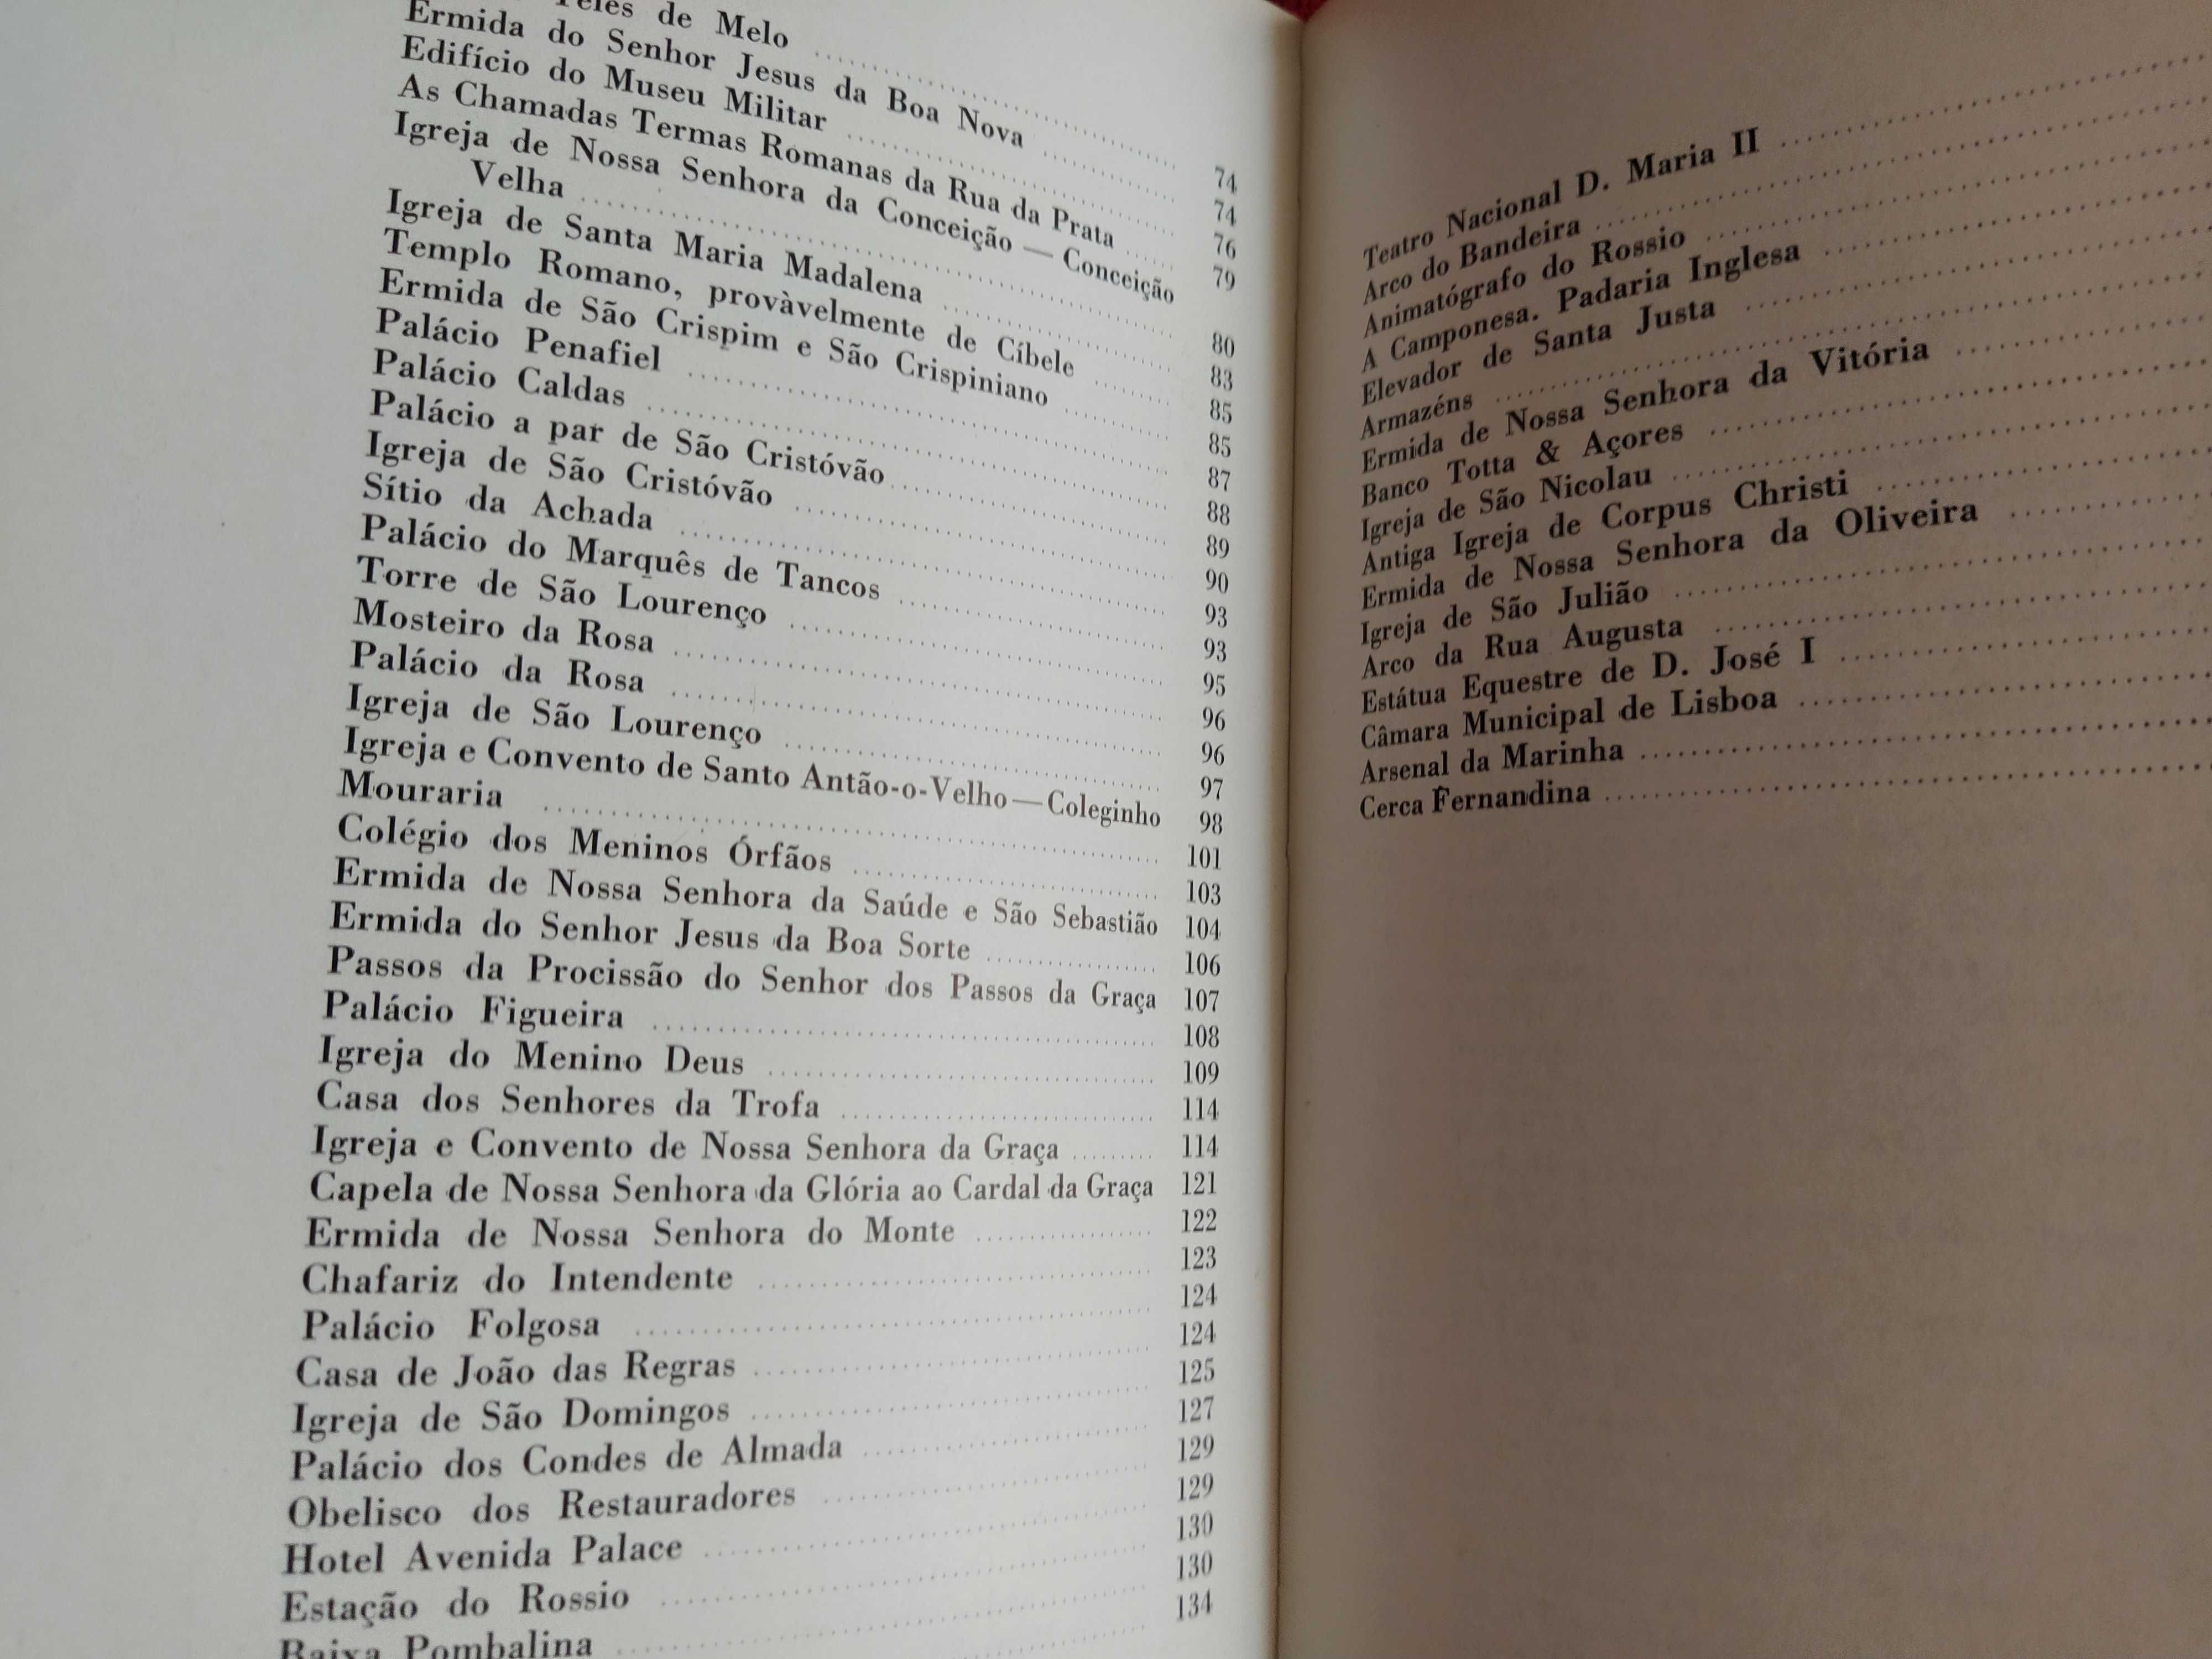 Teles de Melo ........ 74
Ermida do Senhor Jesus da Boa Nova ........ 74
Edifício do Museu Militar ........ 76
As Chamadas Termas Romanas da Rua da Prata ........ 79
Igreja de Nossa Senhora da Conceição — Conceição
Velha ........ 80
Igreja de Santa Maria Madalena ........ 83
Templo Romano, provàvelmente de Cíbele ........ 85
Ermida de São Crispim e São Crispiniano ........ 85
Palácio Penafiel ........ 87
Palácio Caldas ........ 88
Palácio a par de São Cristóvão ........ 89
Igreja de São Cristóvão ........ 90
Sítio da Achada ........ 93
Palácio do Marquês de Tancos ........ 93
Torre de São Lourenço ........ 95
Mosteiro da Rosa ........ 96
Palácio da Rosa ........ 96
Igreja de São Lourenço ........ 97
Igreja e Convento de Santo Antão-o-Velho — Coleginho 98
Mouraria ........ 101
Colégio dos Meninos Órfãos ........ 103
Ermida de Nossa Senhora da Saúde e São Sebastião 104
Ermida do Senhor Jesus da Boa Sorte ........ 106
Passos da Procissão do Senhor dos Passos da Graça 107
Palácio Figueira ........ 108
Igreja do Menino Deus ........ 109
Casa dos Senhores da Trofa ........ 114
Igreja e Convento de Nossa Senhora da Graça ........ 114
Capela de Nossa Senhora da Glória ao Cardal da Graça 121
Ermida de Nossa Senhora do Monte ........ 122
Chafariz do Intendente ........ 123
Palácio Folgosa ........ 124
Casa de João das Regras ........ 124
Igreja de São Domingos ........ 125
Palácio dos Condes de Almada ........ 127
Obelisco dos Restauradores ........ 129
Hotel Avenida Palace ........ 129
Estação do Rossio ........ 130
Baixa Pombalina ........ 130
134
Teatro Nacional D. Maria II ........
Arco do Bandeira ........
Animatógrafo do Rossio ........
A Camponesa. Padaria Inglesa ........
Elevador de Santa Justa ........
Armazéns ........
Ermida de Nossa Senhora da Vitória ........
Banco Totta & Açores ........
Igreja de São Nicolau ........
Antiga Igreja de Corpus Christi ........
Ermida de Nossa Senhora da Oliveira ........
Igreja de São Julião ........
Arco da Rua Augusta ........
Estátua Equestre de D. José I ........
Câmara Municipal de Lisboa ........
Arsenal da Marinha ........
Cerca Fernandina ........